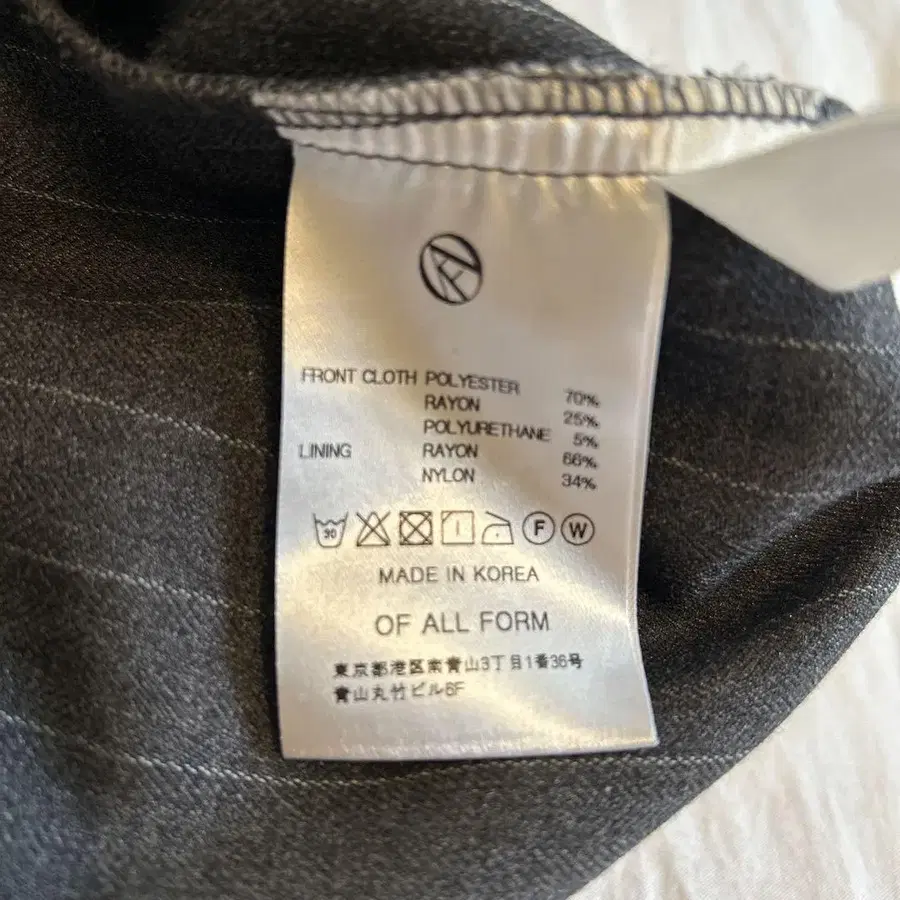 FRONT CLOTH POLYESTER 70%
RAYON 25%
POLYURETHANE 5%
LINING RAYON 66%
NYLON 34%
30 F W
MADE IN KOREA
OF ALL FORM
東京都港区南青山3丁目1番36号
青山丸竹ビル6F